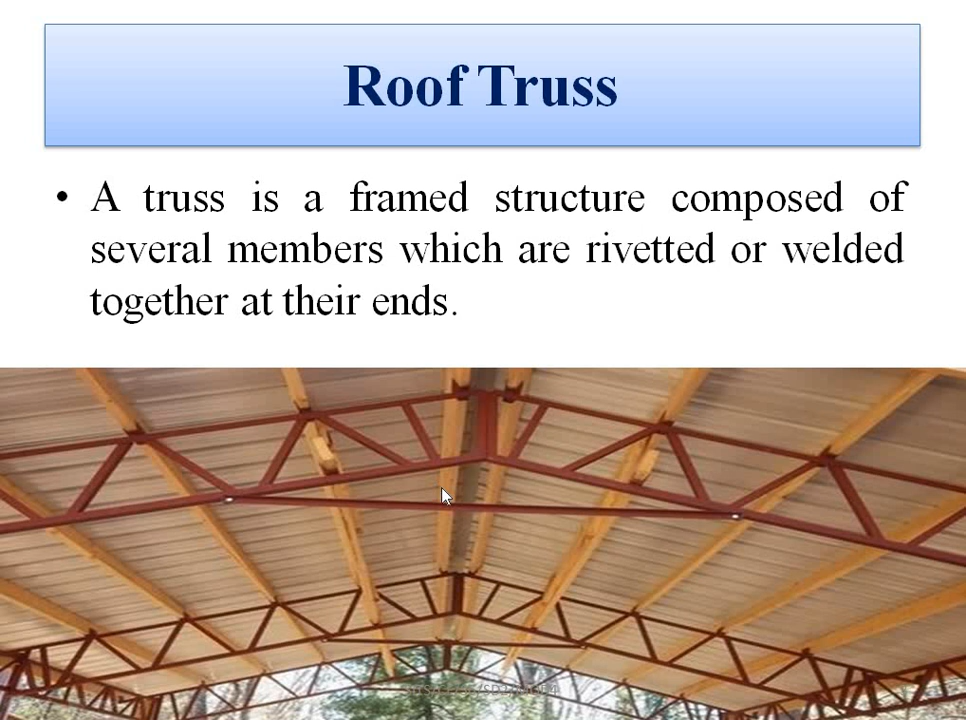 Roof Truss
• A truss is a framed structure composed of
several members which are rivetted or welded
together at their ends.